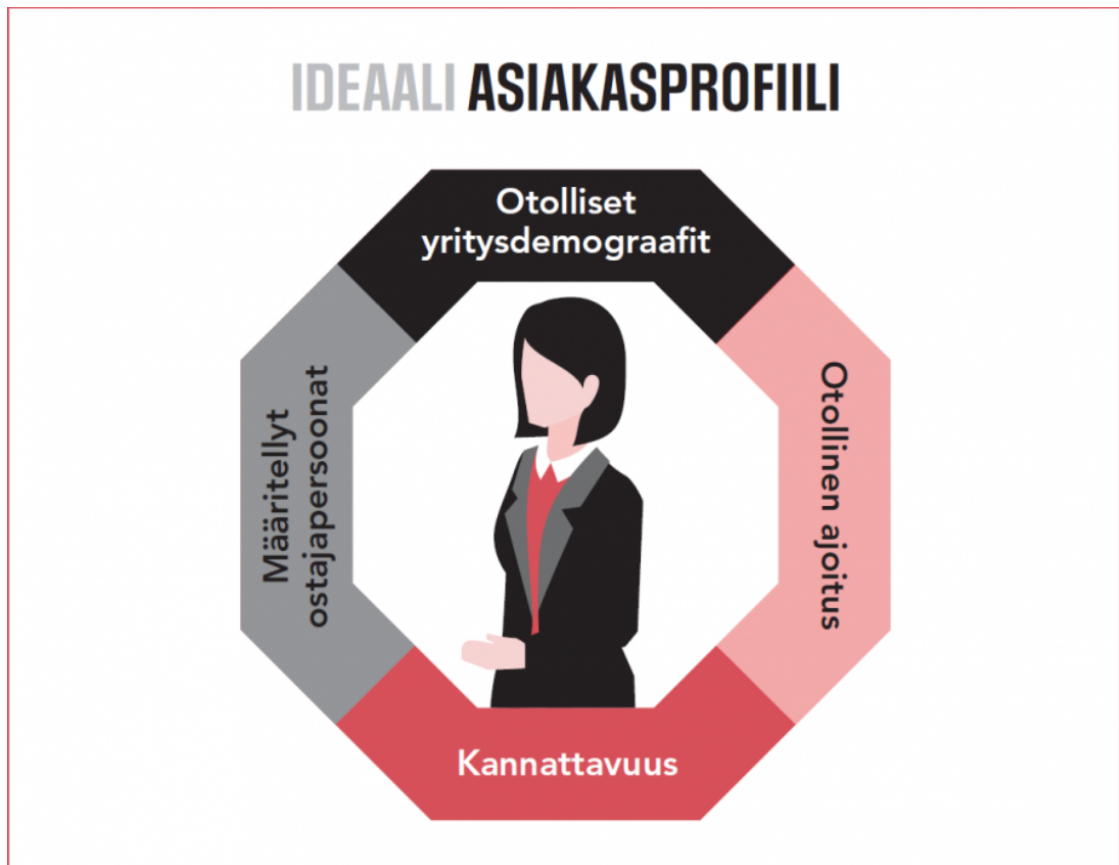 IDEAALI ASIAKASPROFIILI
Otolliset
yritysdemograafit
Määritellyt
ostajapersoonat
Otollinen ajoitus
Kannattavuus